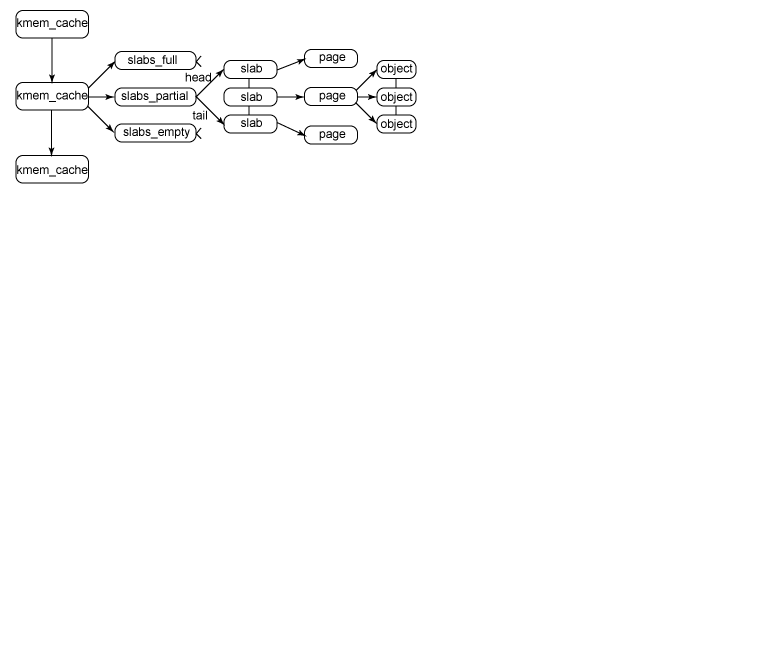 kmem_cache
slabs_full
page
head
slab
object
kmem_cache
slabs_partial
slab
page
object
tail
slab
object
slabs_empty
page
kmem_cache